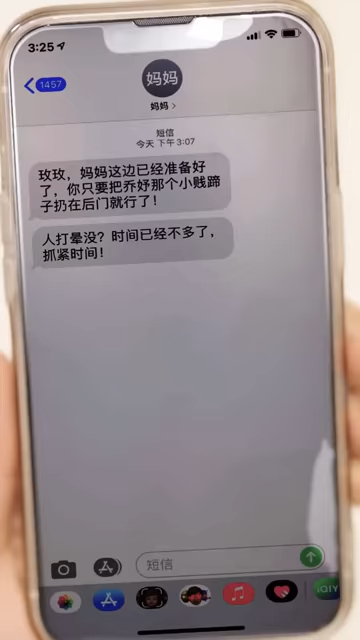 3:25
1457
妈妈
妈妈
短信
今天 下午3:07
玫玫，妈妈这边已经准备好
了，你只要把乔妤那个小贱蹄
子扔在后门就行了！
人打晕没？时间已经不多了，
抓紧时间！
短信
iQIY